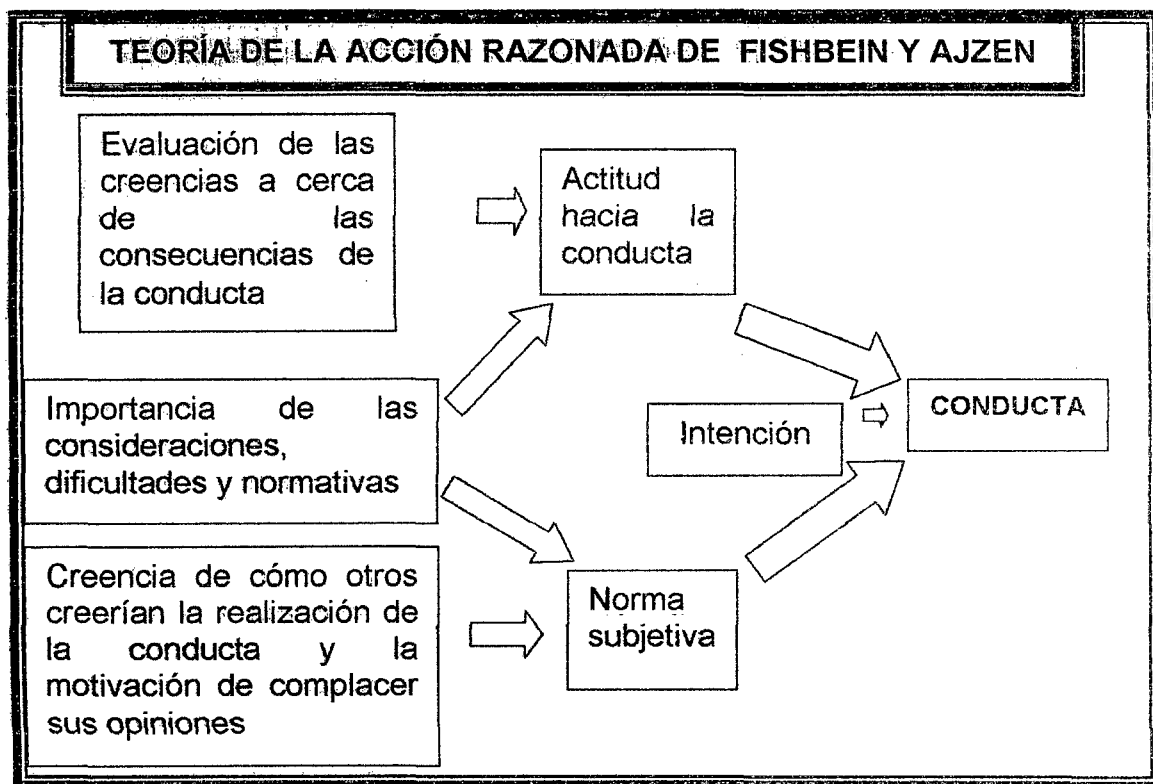 TEORÍA DE LA ACCIÓN RAZONADA DE FISHBEIN Y AJZEN
Evaluación de las
creencias a cerca
de las
consecuencias de
la conducta
Actitud
hacia la
conducta
Importancia de las
consideraciones,
dificultades y normativas
Intención
CONDUCTA
Creencia de cómo otros
creerían la realización de
la conducta y la
motivación de complacer
sus opiniones
Norma
subjetiva